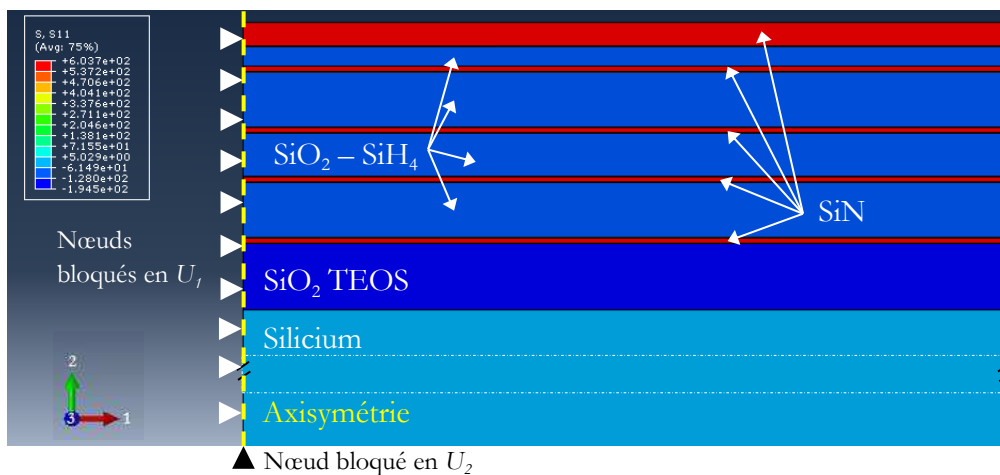 S, S11
(Avg: 75%)
+6.037e+02
+5.372e+02
+4.706e+02
+4.041e+02
+3.376e+02
+2.711e+02
+2.046e+02
+1.381e+02
+7.155e+01
+5.029e+00
-6.149e+01
-1.280e+02
-1.945e+02
SiO₂ – SiH₄
SiN
Nœuds
bloqués en U₁
SiO₂ TEOS
Silicium
Axisymétrie
2
3
1
Nœud bloqué en U₂